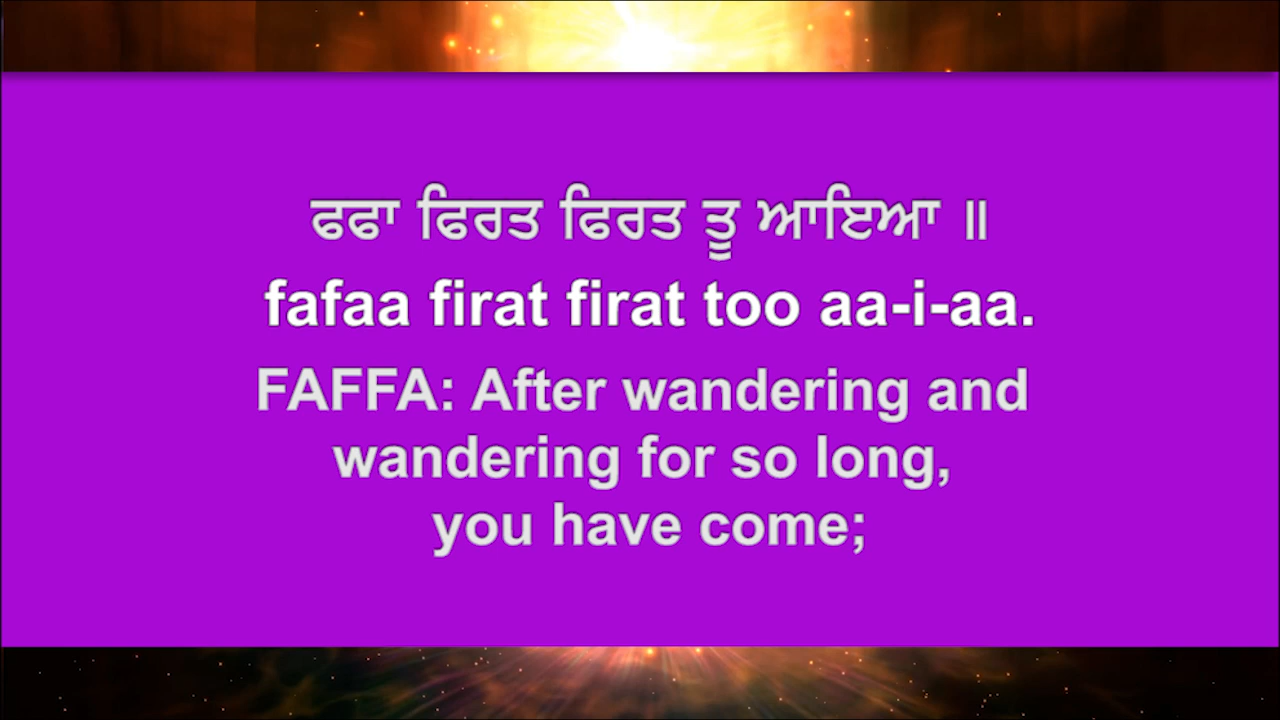 ਫਫਾ ਫਿਰਤ ਫਿਰਤ ਤੂ ਆਇਆ ॥
fafaa firat firat too aa-i-aa.
FAFFA: After wandering and
wandering for so long,
you have come;